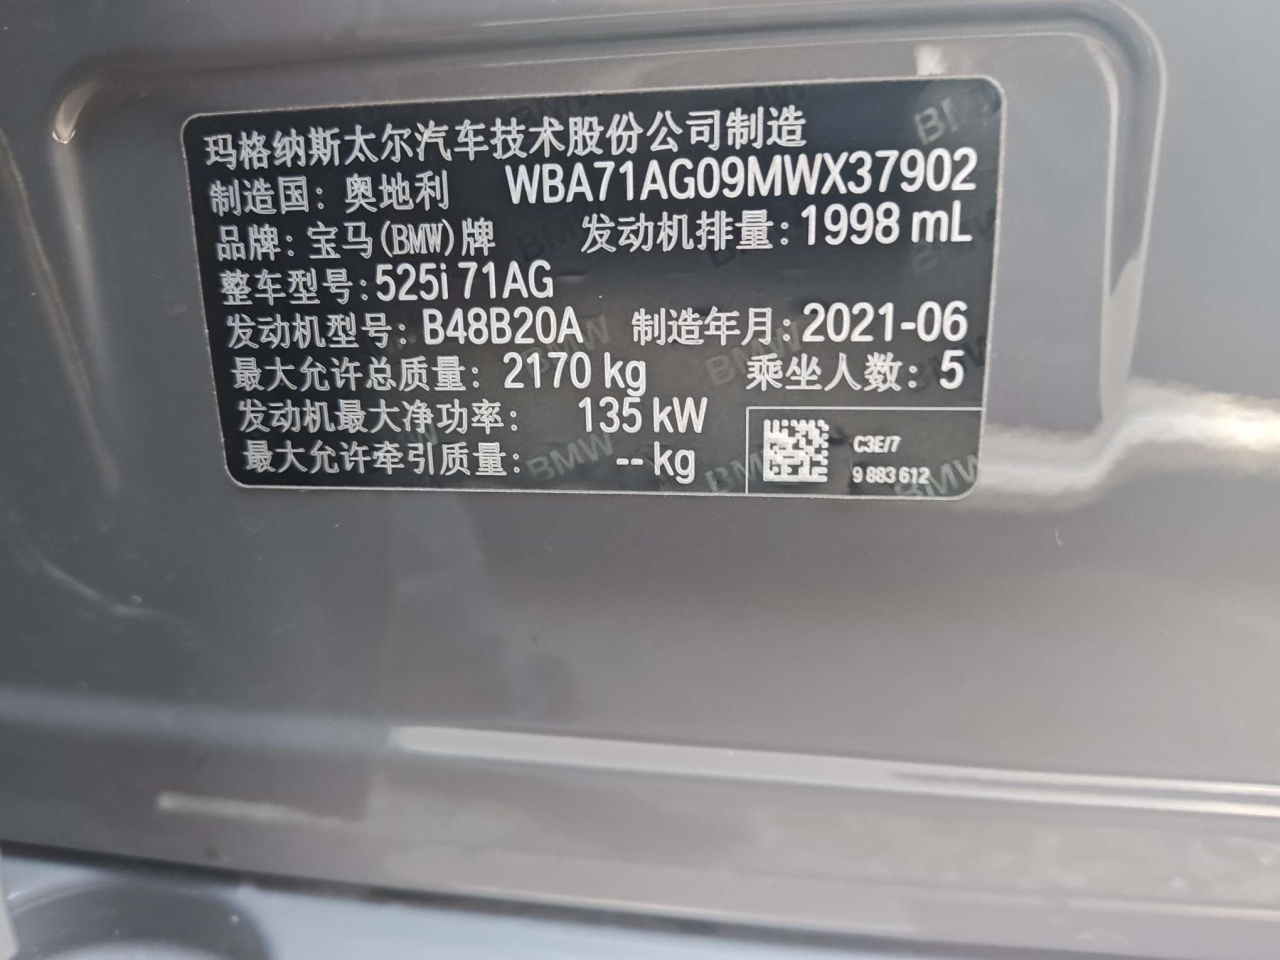 玛格纳斯太尔汽车技术股份公司制造
制造国：奥地利 WBA71AG09MWX37902
品牌：宝马(BMW)牌 发动机排量：1998 mL
整车型号：525i 71AG
发动机型号：B48B20A 制造年月：2021-06
最大允许总质量：2170 kg 乘坐人数：5
发动机最大净功率：135 kW
最大允许牵引质量：-- kg
C3E/7
9 883 612